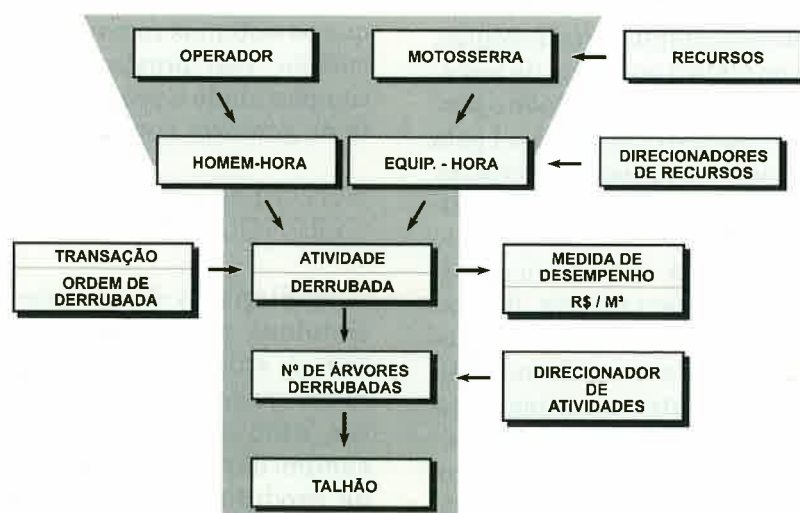 OPERADOR
MOTOSSERRA
RECURSOS
HOMEM-HORA
EQUIP. - HORA
DIRECIONADORES
DE RECURSOS
TRANSAÇÃO
ORDEM DE
DERRUBADA
ATIVIDADE
DERRUBADA
MEDIDA DE
DESEMPENHO
R$ / M³
Nº DE ÁRVORES
DERRUBADAS
DIRECIONADOR
DE
ATIVIDADES
TALHÃO